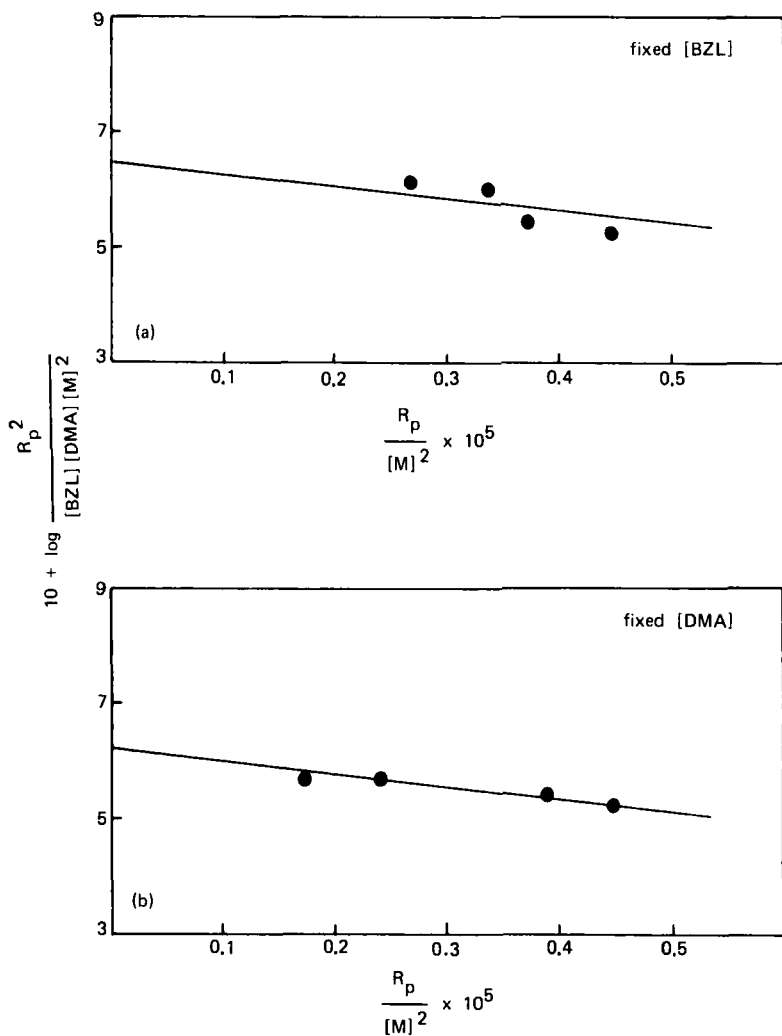 9
7
5
3
fixed [BZL]
(a)
0.1 0.2 0.3 0.4 0.5
R_p / [M]^2 x 10^5
10 + log R_p^2 / [BZL] [DMA] [M]^2
9
7
5
3
fixed [DMA]
(b)
0.1 0.2 0.3 0.4 0.5
R_p / [M]^2 x 10^5